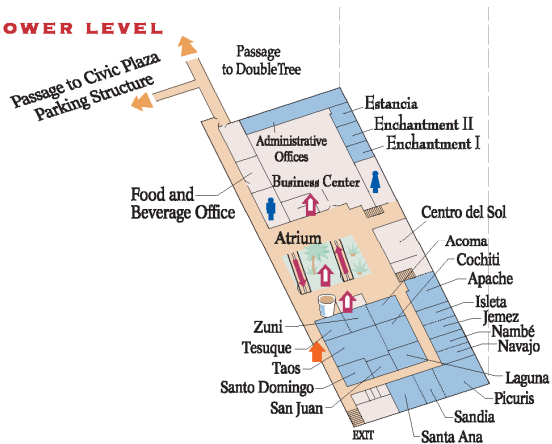 OWER LEVEL
Passage
to DoubleTree
Passage to Civic Plaza
Parking Structure
Estancia
Enchantment II
Enchantment I
Administrative
Offices
Business Center
Food and
Beverage Office
Centro del Sol
Atrium
Acoma
Cochiti
Apache
Isleta
Jemez
Nambé
Navajo
Zuni
Tesuque
Taos
Santo Domingo
San Juan
Laguna
Picuris
Sandia
Santa Ana
EXIT